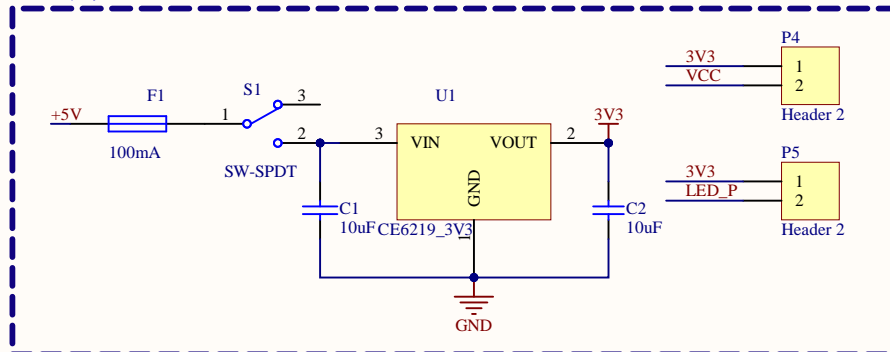 P4
3V3
1
VCC
2
Header 2
F1
S1
3
U1
+5V
1
100mA
2
SW-SPDT
3
VIN
VOUT
2
3V3
GND
C1
10uF
CE6219_3V3
1
C2
10uF
GND
P5
3V3
1
LED_P
2
Header 2